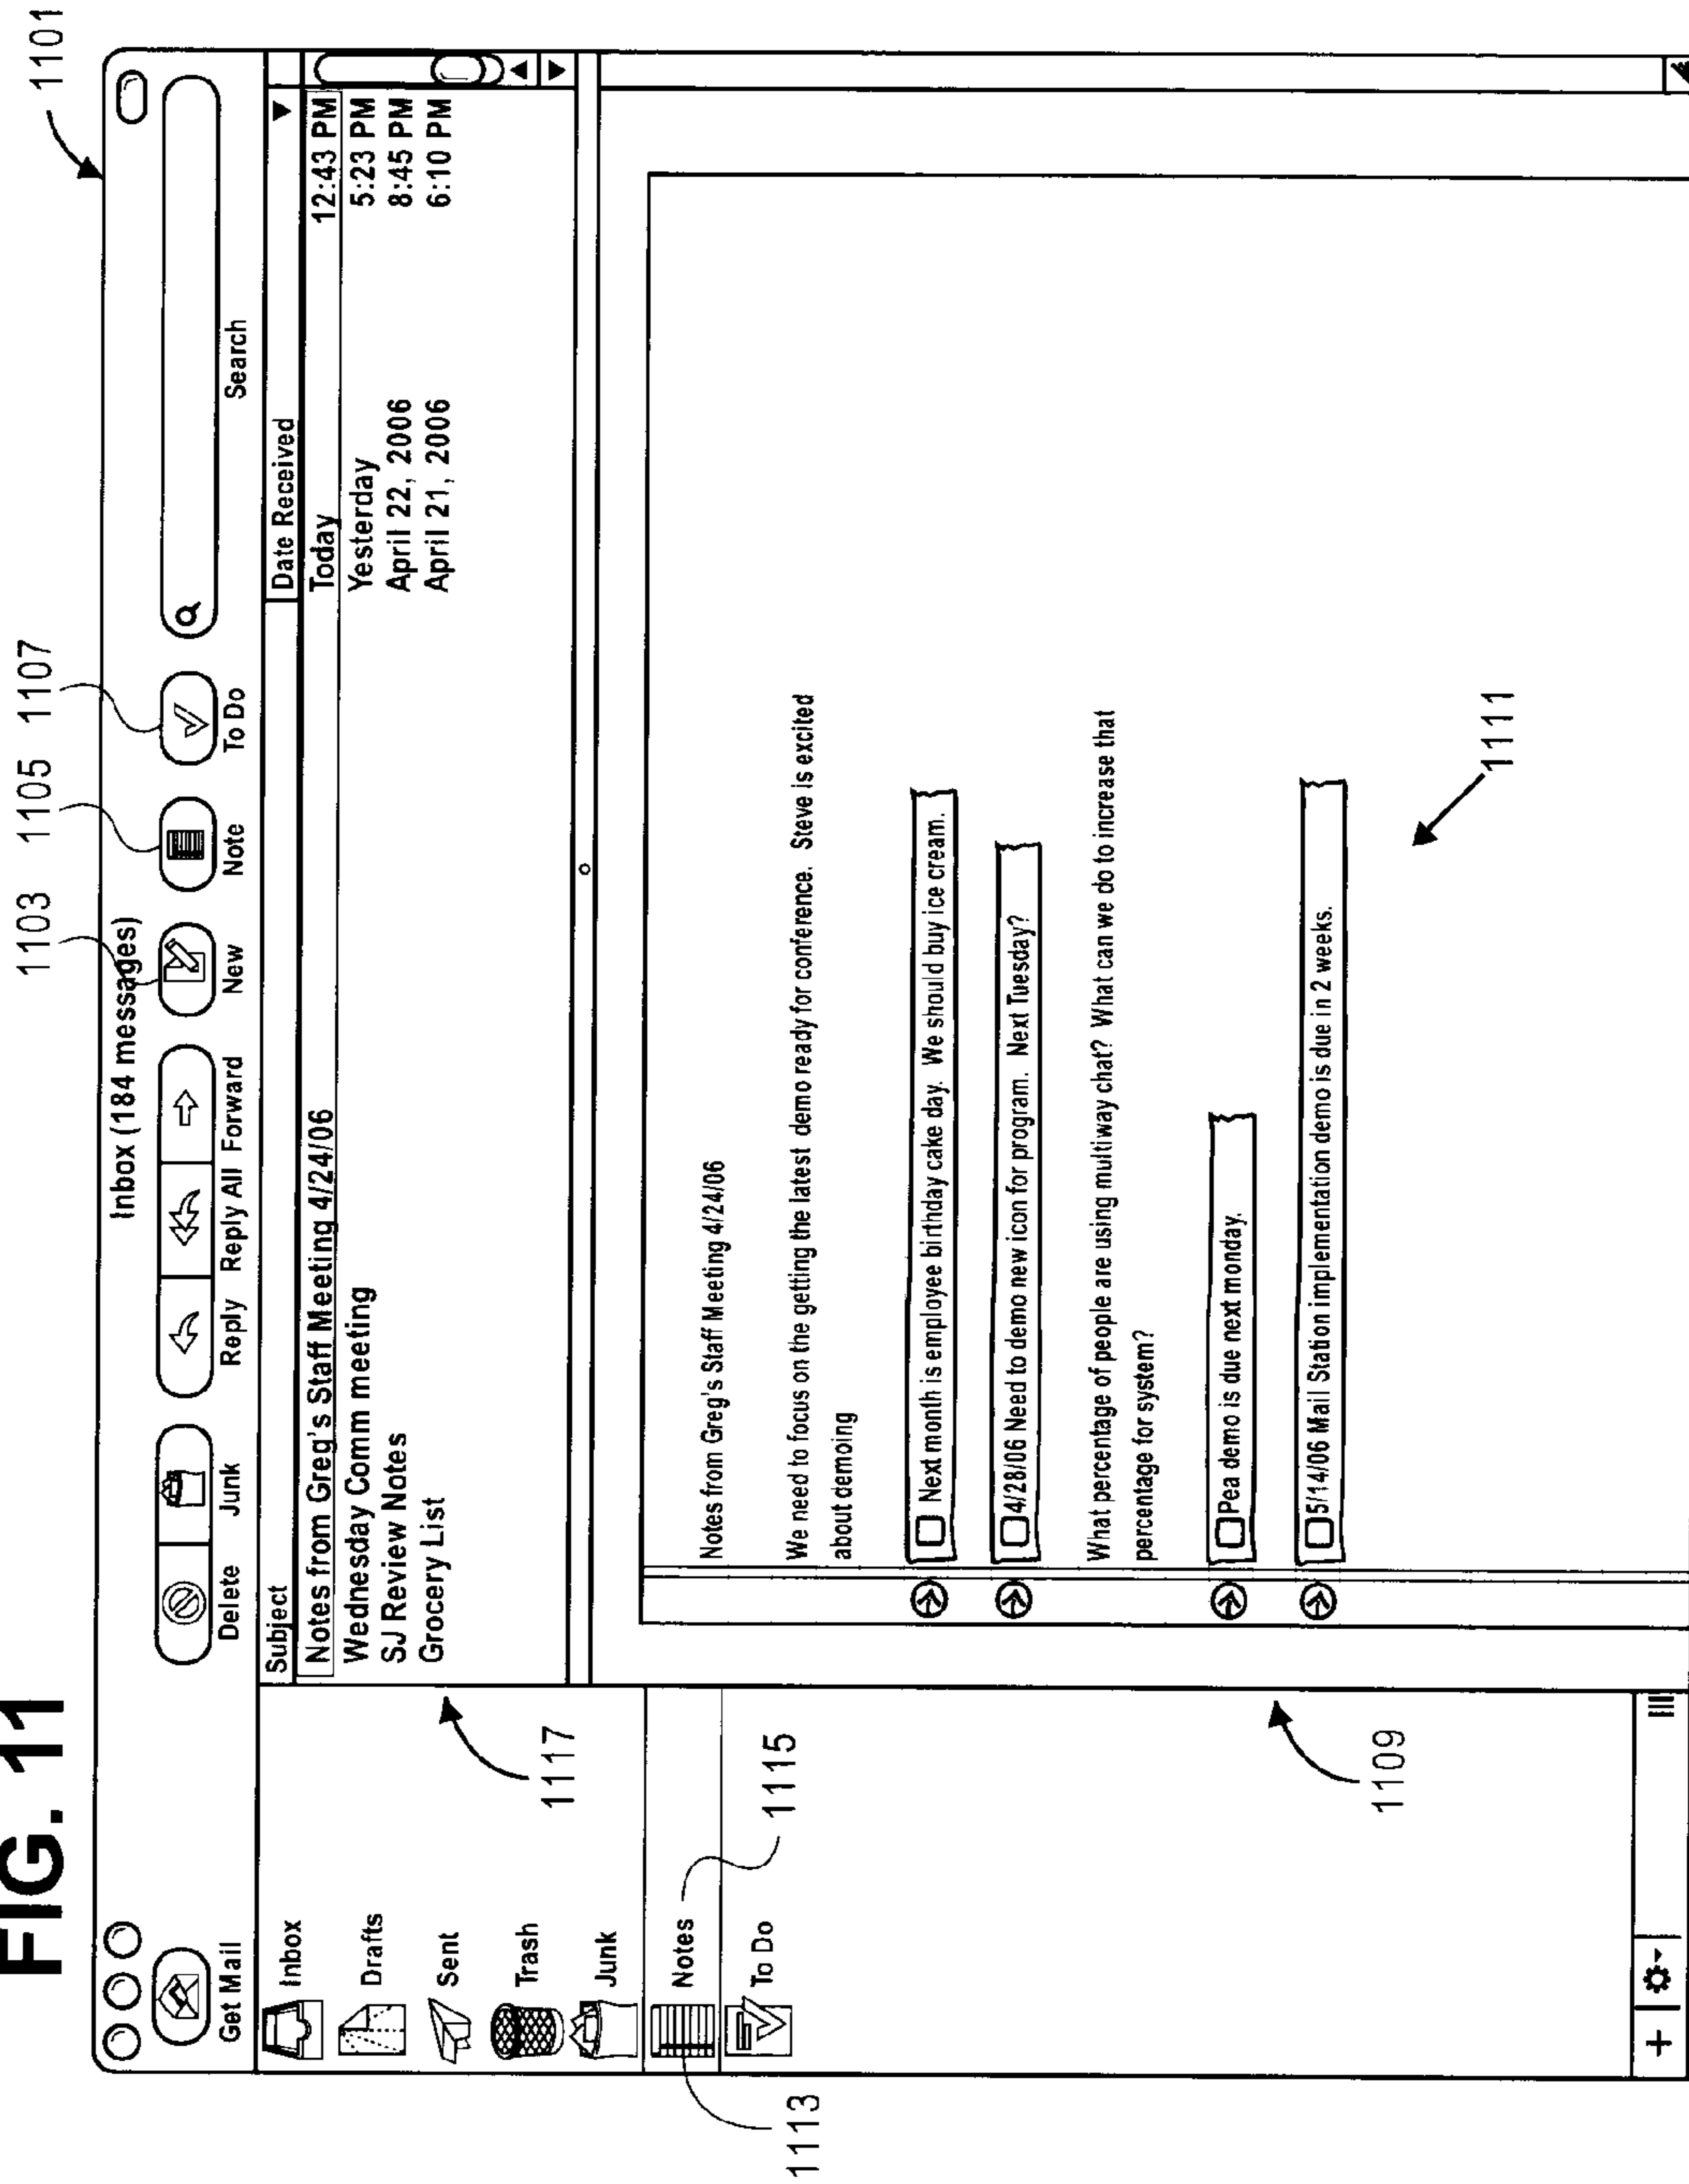 FIG. 11
1101
1103 1105 1107
Inbox (184 messages)
Get Mail Delete Junk Reply Reply All Forward New Note To Do Search
Subject Date Received
Notes from Greg's Staff Meeting 4/24/06 Today 12:43 PM
Wednesday Comm meeting Yesterday 5:23 PM
SJ Review Notes April 22, 2006 8:45 PM
Grocery List April 21, 2006 6:10 PM
Inbox
Drafts
Sent
Trash
Junk
Notes
To Do
1117
1115
1113
1109
Notes from Greg's Staff Meeting 4/24/06
We need to focus on the getting the latest demo ready for conference. Steve is excited
about demoing
Next month is employee birthday cake day. We should buy ice cream.
4/28/06 Need to demo new icon for program. Next Tuesday?
What percentage of people are using multiway chat? What can we do to increase that
percentage for system?
Pea demo is due next monday.
5/14/06 Mail Station implementation demo is due in 2 weeks.
1111